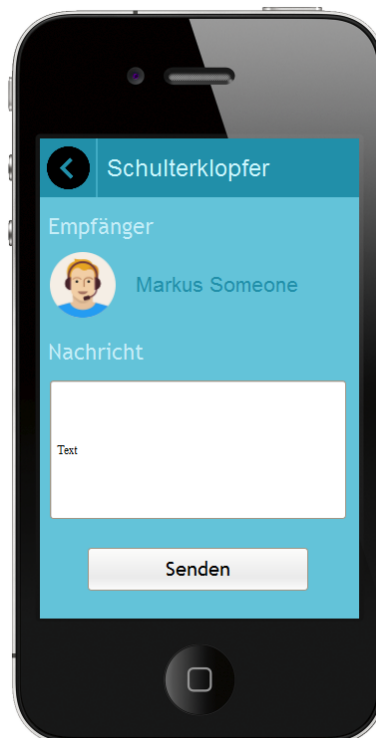 Schulterklopfer
Empfänger
Markus Someone
Nachricht
Text
Senden